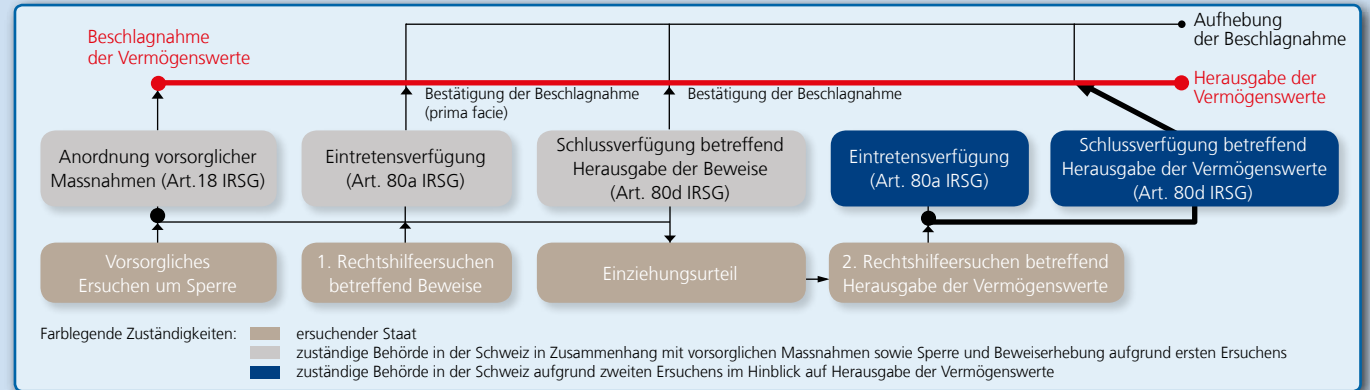 Beschlagnahme
der Vermögenswerte
Aufhebung
der Beschlagnahme
Herausgabe der
Vermögenswerte
Bestätigung der Beschlagnahme
(prima facie)
Bestätigung der Beschlagnahme
Anordnung vorsorglicher
Massnahmen (Art.18 IRSG)
Eintretensverfügung
(Art. 80a IRSG)
Schlussverfügung betreffend
Herausgabe der Beweise
(Art. 80d IRSG)
Eintretensverfügung
(Art. 80a IRSG)
Schlussverfügung betreffend
Herausgabe der Vermögenswerte
(Art. 80d IRSG)
Vorsorgliches
Ersuchen um Sperre
1. Rechtshilfeersuchen
betreffend Beweise
Einziehungsurteil
2. Rechtshilfeersuchen betreffend
Herausgabe der Vermögenswerte
Farblegende Zuständigkeiten:
ersuchender Staat
zuständige Behörde in der Schweiz in Zusammenhang mit vorsorglichen Massnahmen sowie Sperre und Beweiserhebung aufgrund ersten Ersuchens
zuständige Behörde in der Schweiz aufgrund zweiten Ersuchens im Hinblick auf Herausgabe der Vermögenswerte